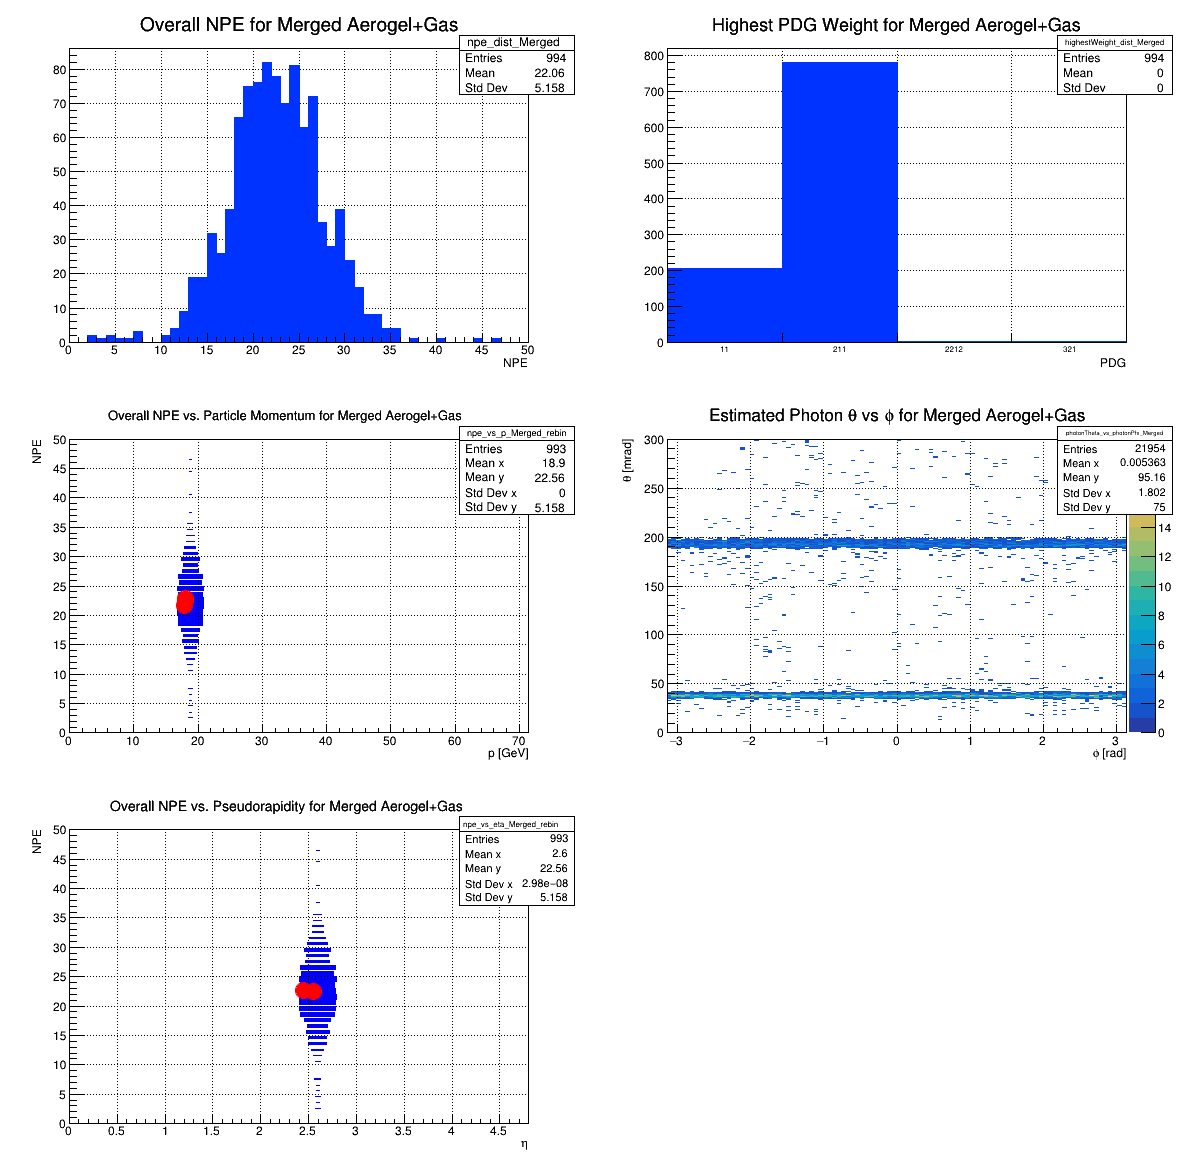 Overall NPE for Merged Aerogel+Gas
npe_dist_Merged
Entries 994
Mean 22.06
Std Dev 5.158
80
70
60
50
40
30
20
10
0
0 5 10 15 20 25 30 35 40 45 50
NPE
Highest PDG Weight for Merged Aerogel+Gas
highestWeight_dist_Merged
Entries 994
Mean 0
Std Dev 0
800
700
600
500
400
300
200
100
0
11 211 2212 321
PDG
Overall NPE vs. Particle Momentum for Merged Aerogel+Gas
npe_vs_p_Merged_rebin
Entries 993
Mean x 18.9
Mean y 22.56
Std Dev x 0
Std Dev y 5.158
NPE
50
45
40
35
30
25
20
15
10
5
0
0 10 20 30 40 50 60 70
p [GeV]
Estimated Photon θ vs ϕ for Merged Aerogel+Gas
photonTheta_vs_photonPhi_Merged
Entries 21954
Mean x 0.005363
Mean y 95.16
Std Dev x 1.802
Std Dev y 75
θ [mrad]
300
250
200
150
100
50
0
−3 −2 −1 0 1 2 3
ϕ [rad]
14
12
10
8
6
4
2
0
Overall NPE vs. Pseudorapidity for Merged Aerogel+Gas
npe_vs_eta_Merged_rebin
Entries 993
Mean x 2.6
Mean y 22.56
Std Dev x 2.98e−08
Std Dev y 5.158
NPE
50
45
40
35
30
25
20
15
10
5
0
0 0.5 1 1.5 2 2.5 3 3.5 4 4.5
η